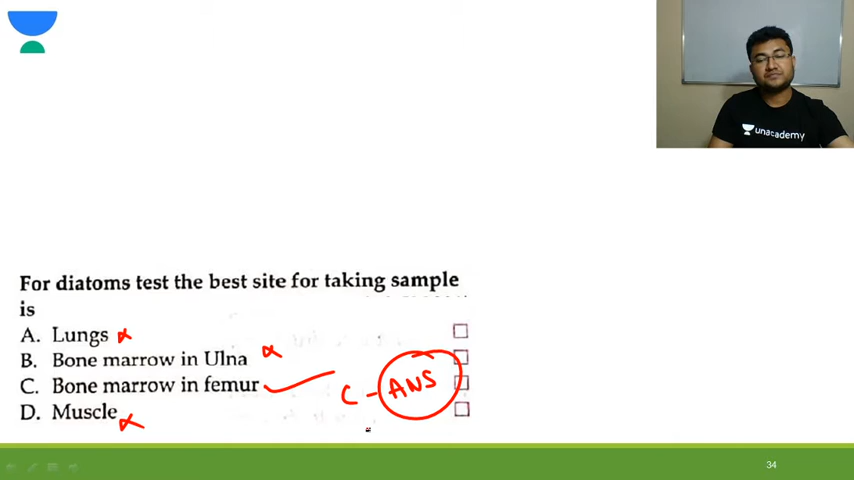 unacademy
For diatoms test the best site for taking sample
is
A. Lungs
B. Bone marrow in Ulna
C. Bone marrow in femur
C - ANS
D. Muscle
34